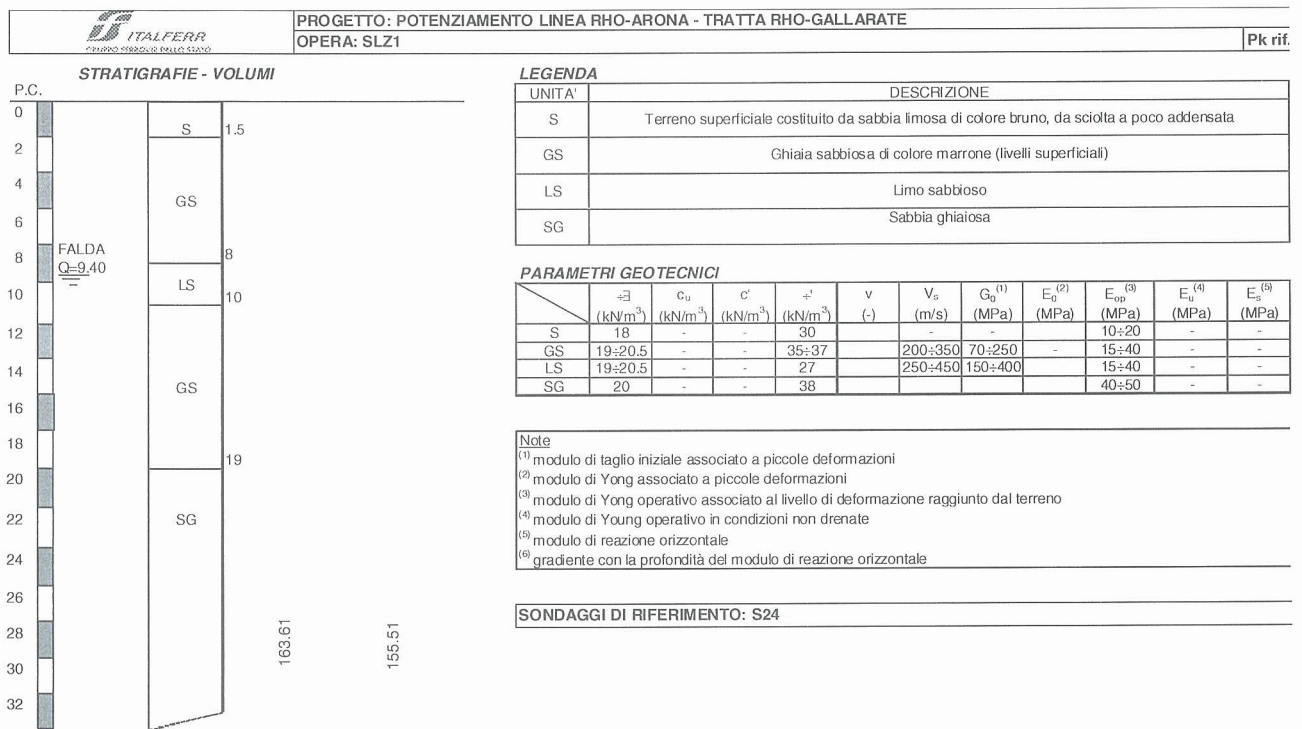 ITALFERR
GRUPPO FERROVIE DELLO STATO
PROGETTO: POTENZIAMENTO LINEA RHO-ARONA - TRATTA RHO-GALLARATE
OPERA: SLZ1
Pk rif.
STRATIGRAFIE - VOLUMI
P.C.
0
S
1.5
2
4
GS
6
8
FALDA
Q=9.40
8
LS
10
10
12
14
GS
16
18
19
20
22
SG
24
26
28
163.61
155.51
30
32
LEGENDA
UNITA' DESCRIZIONE
S Terreno superficiale costituito da sabbia limosa di colore bruno, da sciolta a poco addensata
GS Ghiaia sabbiosa di colore marrone (livelli superficiali)
LS Limo sabbioso
SG Sabbia ghiaiosa
PARAMETRI GEOTECNICI
÷∃ cu c' ÷' ν Vs G0(1) E0(2) Eop(3) Eu(4) Es(5)
(kN/m3) (kN/m3) (kN/m3) (kN/m3) (-) (m/s) (MPa) (MPa) (MPa) (MPa) (MPa)
S 18 - - 30 - - 10÷20 - -
GS 19÷20.5 - - 35÷37 200÷350 70÷250 - 15÷40 - -
LS 19÷20.5 - - 27 250÷450 150÷400 15÷40 - -
SG 20 - - 38 40÷50 - -
Note
(1) modulo di taglio iniziale associato a piccole deformazioni
(2) modulo di Yong associato a piccole deformazioni
(3) modulo di Yong operativo associato al livello di deformazione raggiunto dal terreno
(4) modulo di Young operativo in condizioni non drenate
(5) modulo di reazione orizzontale
(6) gradiente con la profondità del modulo di reazione orizzontale
SONDAGGI DI RIFERIMENTO: S24